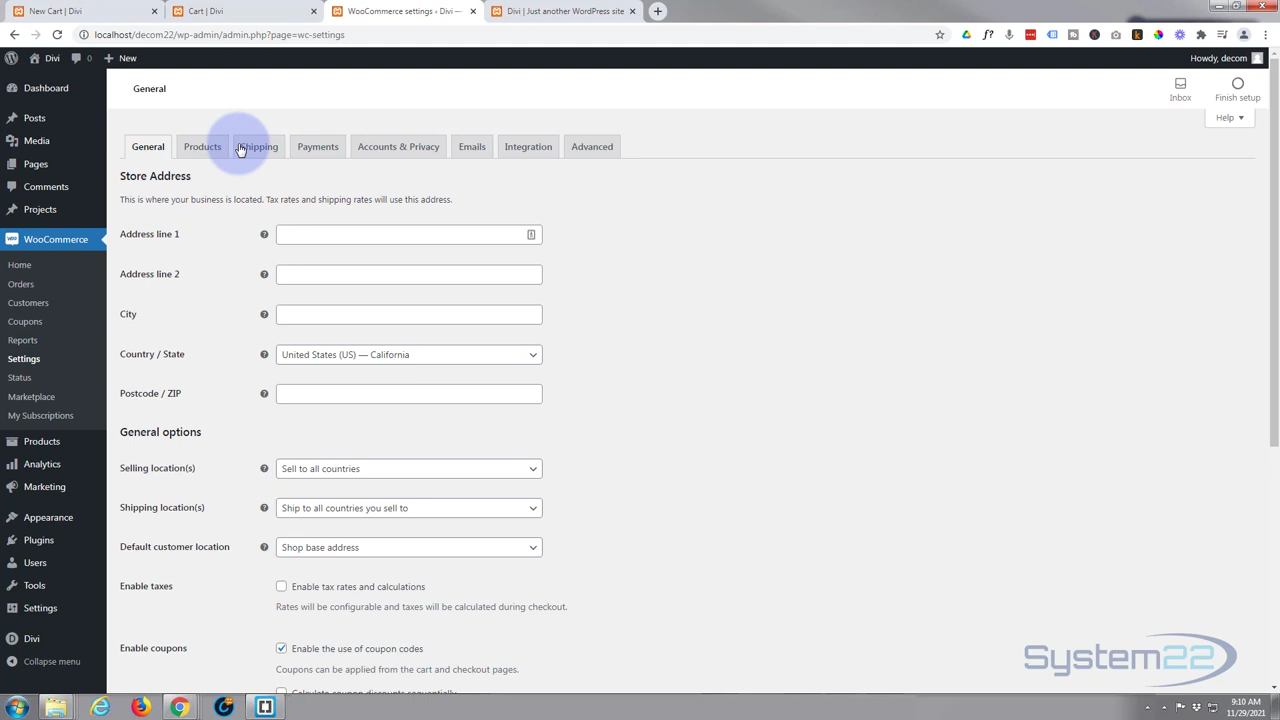 New Cart | Divi
Cart | Divi
WooCommerce settings ‹ Divi —
Divi | Just another WordPress site
localhost/decom22/wp-admin/admin.php?page=wc-settings
Divi
0
New
Howdy, decom
Dashboard
Posts
Media
Pages
Comments
Projects
WooCommerce
Home
Orders
Customers
Coupons
Reports
Settings
Status
Marketplace
My Subscriptions
Products
Analytics
Marketing
Appearance
Plugins
Users
Tools
Settings
Divi
Collapse menu
General
Inbox
Finish setup
Help
General
Products
Shipping
Payments
Accounts & Privacy
Emails
Integration
Advanced
Store Address
This is where your business is located. Tax rates and shipping rates will use this address.
Address line 1
Address line 2
City
Country / State
United States (US) — California
Postcode / ZIP
General options
Selling location(s)
Sell to all countries
Shipping location(s)
Ship to all countries you sell to
Default customer location
Shop base address
Enable taxes
Enable tax rates and calculations
Rates will be configurable and taxes will be calculated during checkout.
Enable coupons
Enable the use of coupon codes
Coupons can be applied from the cart and checkout pages.
Calculate coupon discounts sequentially
System22
9:10 AM
11/29/2021